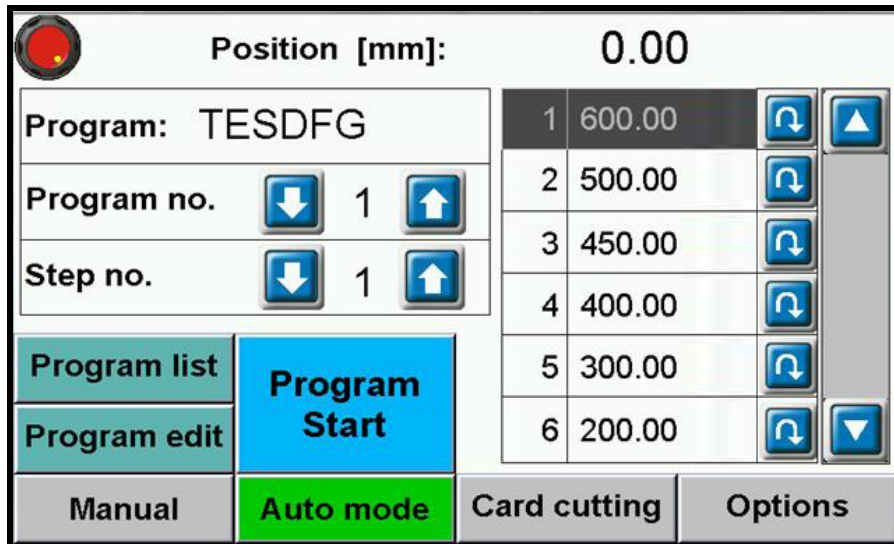 Position [mm]: 0.00
Program: TESDFG
Program no. 1
Step no. 1
1 600.00
2 500.00
3 450.00
4 400.00
5 300.00
6 200.00
Program list
Program edit
Program
Start
Manual
Auto mode
Card cutting
Options